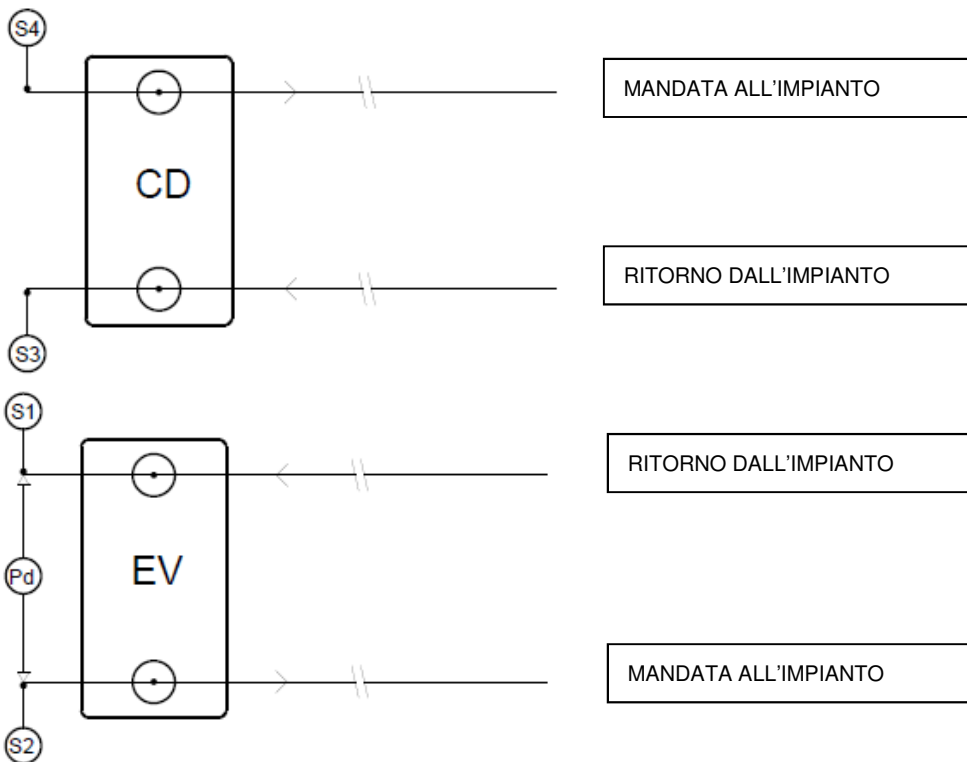 S4
MANDATA ALL'IMPIANTO
CD
RITORNO DALL'IMPIANTO
S3
S1
RITORNO DALL'IMPIANTO
Pd
EV
MANDATA ALL'IMPIANTO
S2